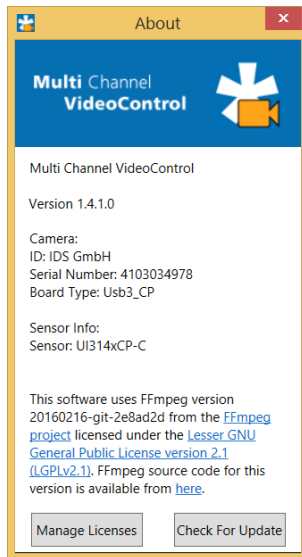 About
x
Multi Channel
VideoControl
Multi Channel VideoControl
Version 1.4.1.0
Camera:
ID: IDS GmbH
Serial Number: 4103034978
Board Type: Usb3_CP
Sensor Info:
Sensor: UI314xCP-C
This software uses FFmpeg version
20160216-git-2e8ad2d from the FFmpeg
project licensed under the Lesser GNU
General Public License version 2.1
(LGPLv2.1). FFmpeg source code for this
version is available from here.
Manage Licenses
Check For Update